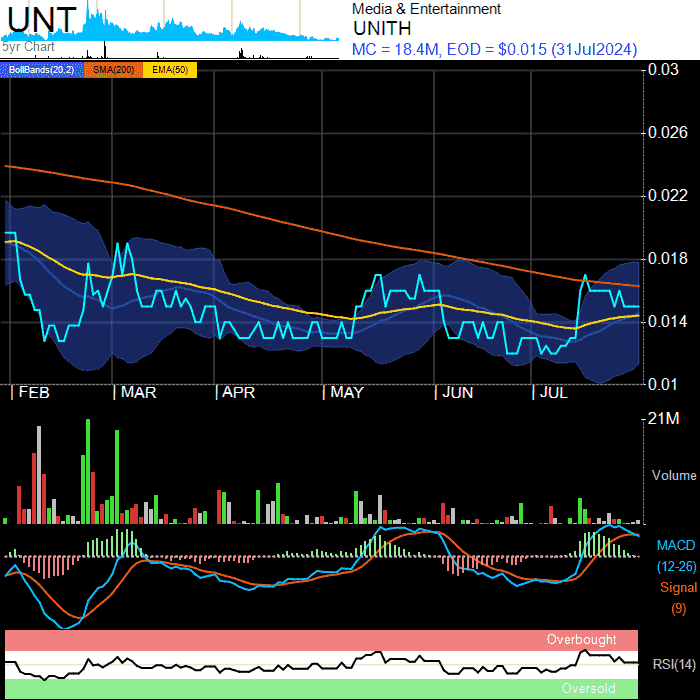 UNT
5yr Chart
Media & Entertainment
UNITH
MC = 18.4M, EOD = $0.015 (31Jul2024)
BollBands(20,2) SMA(200) EMA(50)
0.03
0.026
0.022
0.018
0.014
0.01
FEB MAR APR MAY JUN JUL
21M
Volume
MACD
(12-26)
Signal
(9)
Overbought
RSI(14)
Oversold